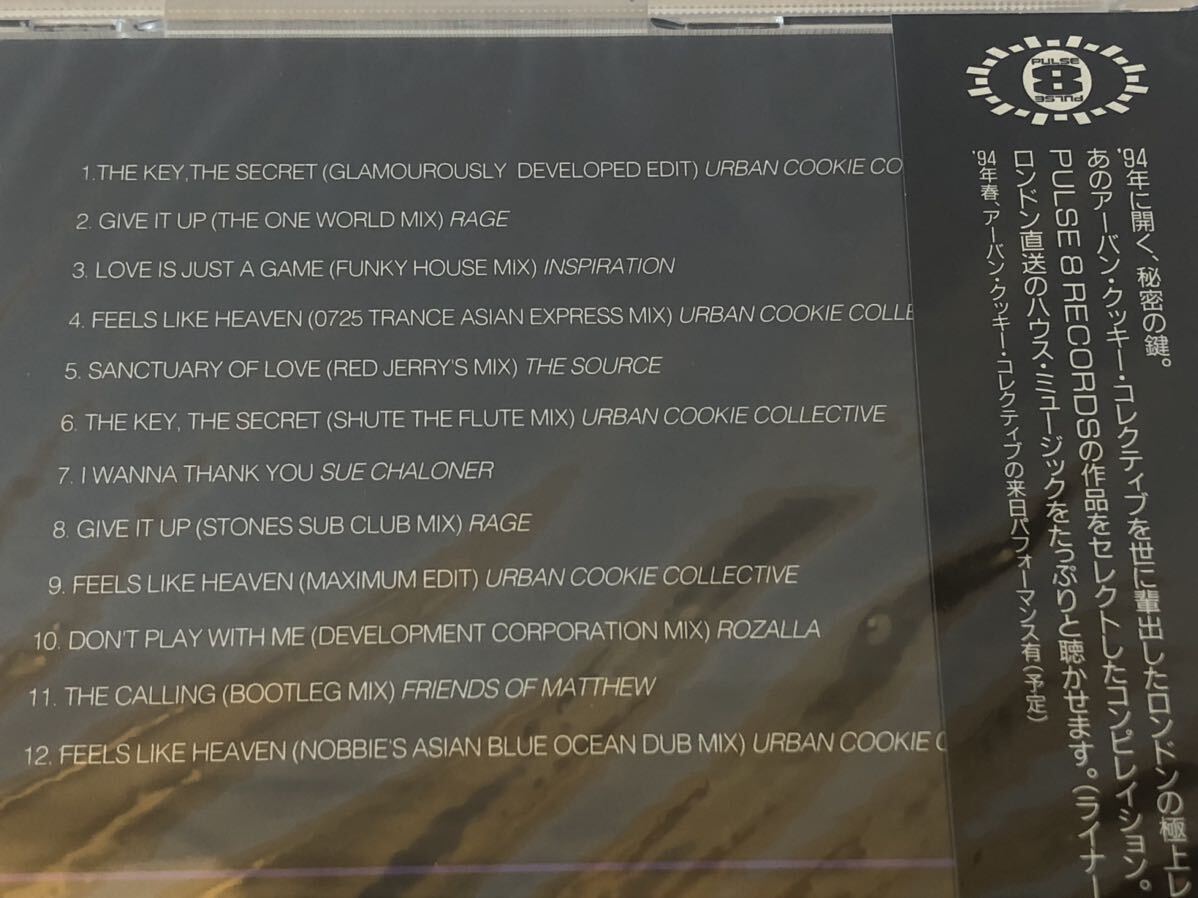 1.THE KEY,THE SECRET (GLAMOUROUSLY DEVELOPED EDIT) URBAN COOKIE CO
2. GIVE IT UP (THE ONE WORLD MIX) RAGE
3. LOVE IS JUST A GAME (FUNKY HOUSE MIX) INSPIRATION
4. FEELS LIKE HEAVEN (0725 TRANCE ASIAN EXPRESS MIX) URBAN COOKIE COLLE
5. SANCTUARY OF LOVE (RED JERRY'S MIX) THE SOURCE
6. THE KEY, THE SECRET (SHUTE THE FLUTE MIX) URBAN COOKIE COLLECTIVE
7. I WANNA THANK YOU SUE CHALONER
8. GIVE IT UP (STONES SUB CLUB MIX) RAGE
9. FEELS LIKE HEAVEN (MAXIMUM EDIT) URBAN COOKIE COLLECTIVE
10. DON'T PLAY WITH ME (DEVELOPMENT CORPORATION MIX) ROZALLA
11. THE CALLING (BOOTLEG MIX) FRIENDS OF MATTHEW
12. FEELS LIKE HEAVEN (NOBBIE'S ASIAN BLUE OCEAN DUB MIX) URBAN COOKIE C
PULSE
8
PULSE
'94年に開く、秘密の鍵。
あのアーバン・クッキー・コレクティブを世に輩出したロンドンの極上レ
PULSE 8 RECORDSの作品をセレクトしたコンピレイション。
ロンドン直送のハウス・ミュージックをたっぷりと聴かせます。(ライナー
'94年春、アーバン・クッキー・コレクティブの来日パフォーマンス有(予定)